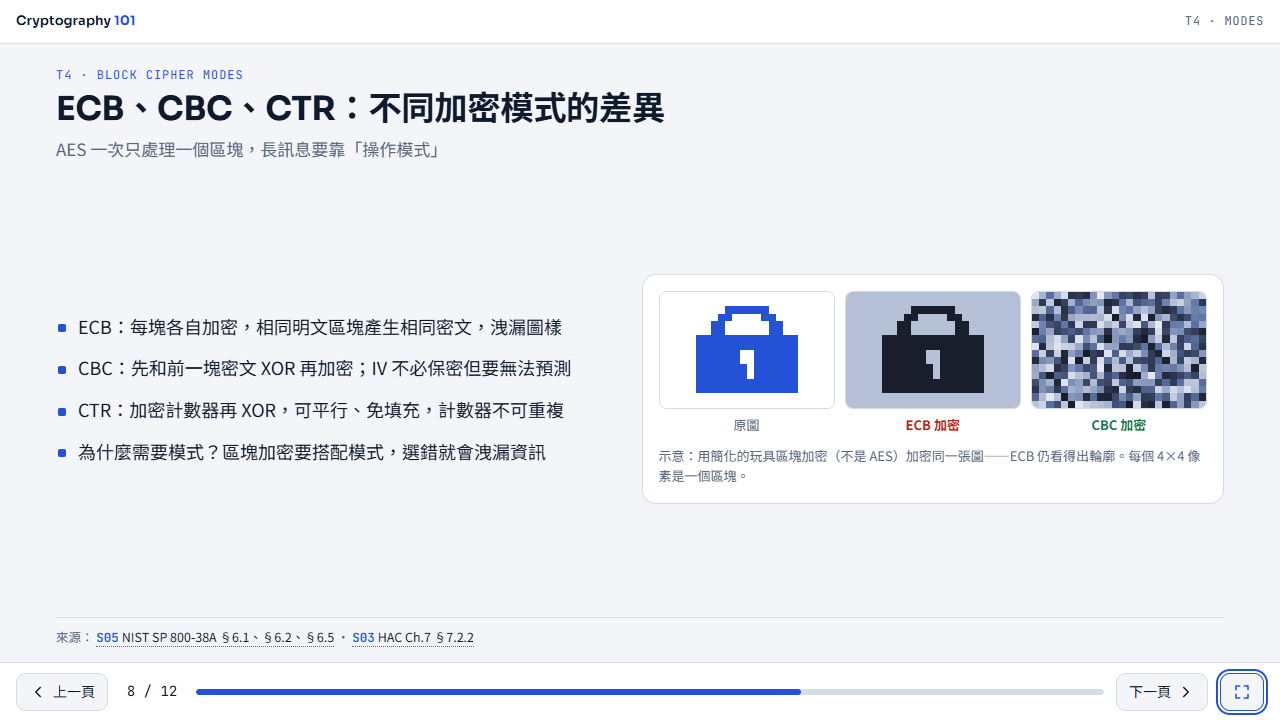 Cryptography 101
T4 · MODES
T4 · BLOCK CIPHER MODES
ECB、CBC、CTR：不同加密模式的差異
AES 一次只處理一個區塊，長訊息要靠「操作模式」
ECB：每塊各自加密，相同明文區塊產生相同密文，洩漏圖樣
CBC：先和前一塊密文 XOR 再加密；IV 不必保密但要無法預測
CTR：加密計數器再 XOR，可平行、免填充，計數器不可重複
為什麼需要模式？區塊加密要搭配模式，選錯就會洩漏資訊
原圖
ECB 加密
CBC 加密
示意：用簡化的玩具區塊加密（不是 AES）加密同一張圖——ECB 仍看得出輪廓。每個 4×4 像
素是一個區塊。
來源： S05 NIST SP 800-38A §6.1、§6.2、§6.5 · S03 HAC Ch.7 §7.2.2
上一頁
8 / 12
下一頁